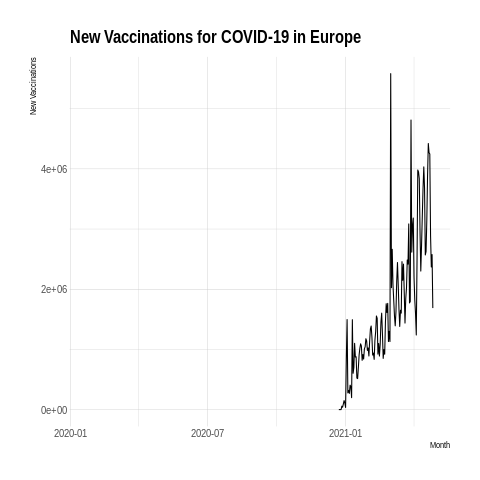 New Vaccinations for COVID-19 in Europe
New Vaccinations
4e+06
2e+06
0e+00
2020-01 2020-07 2021-01
Month